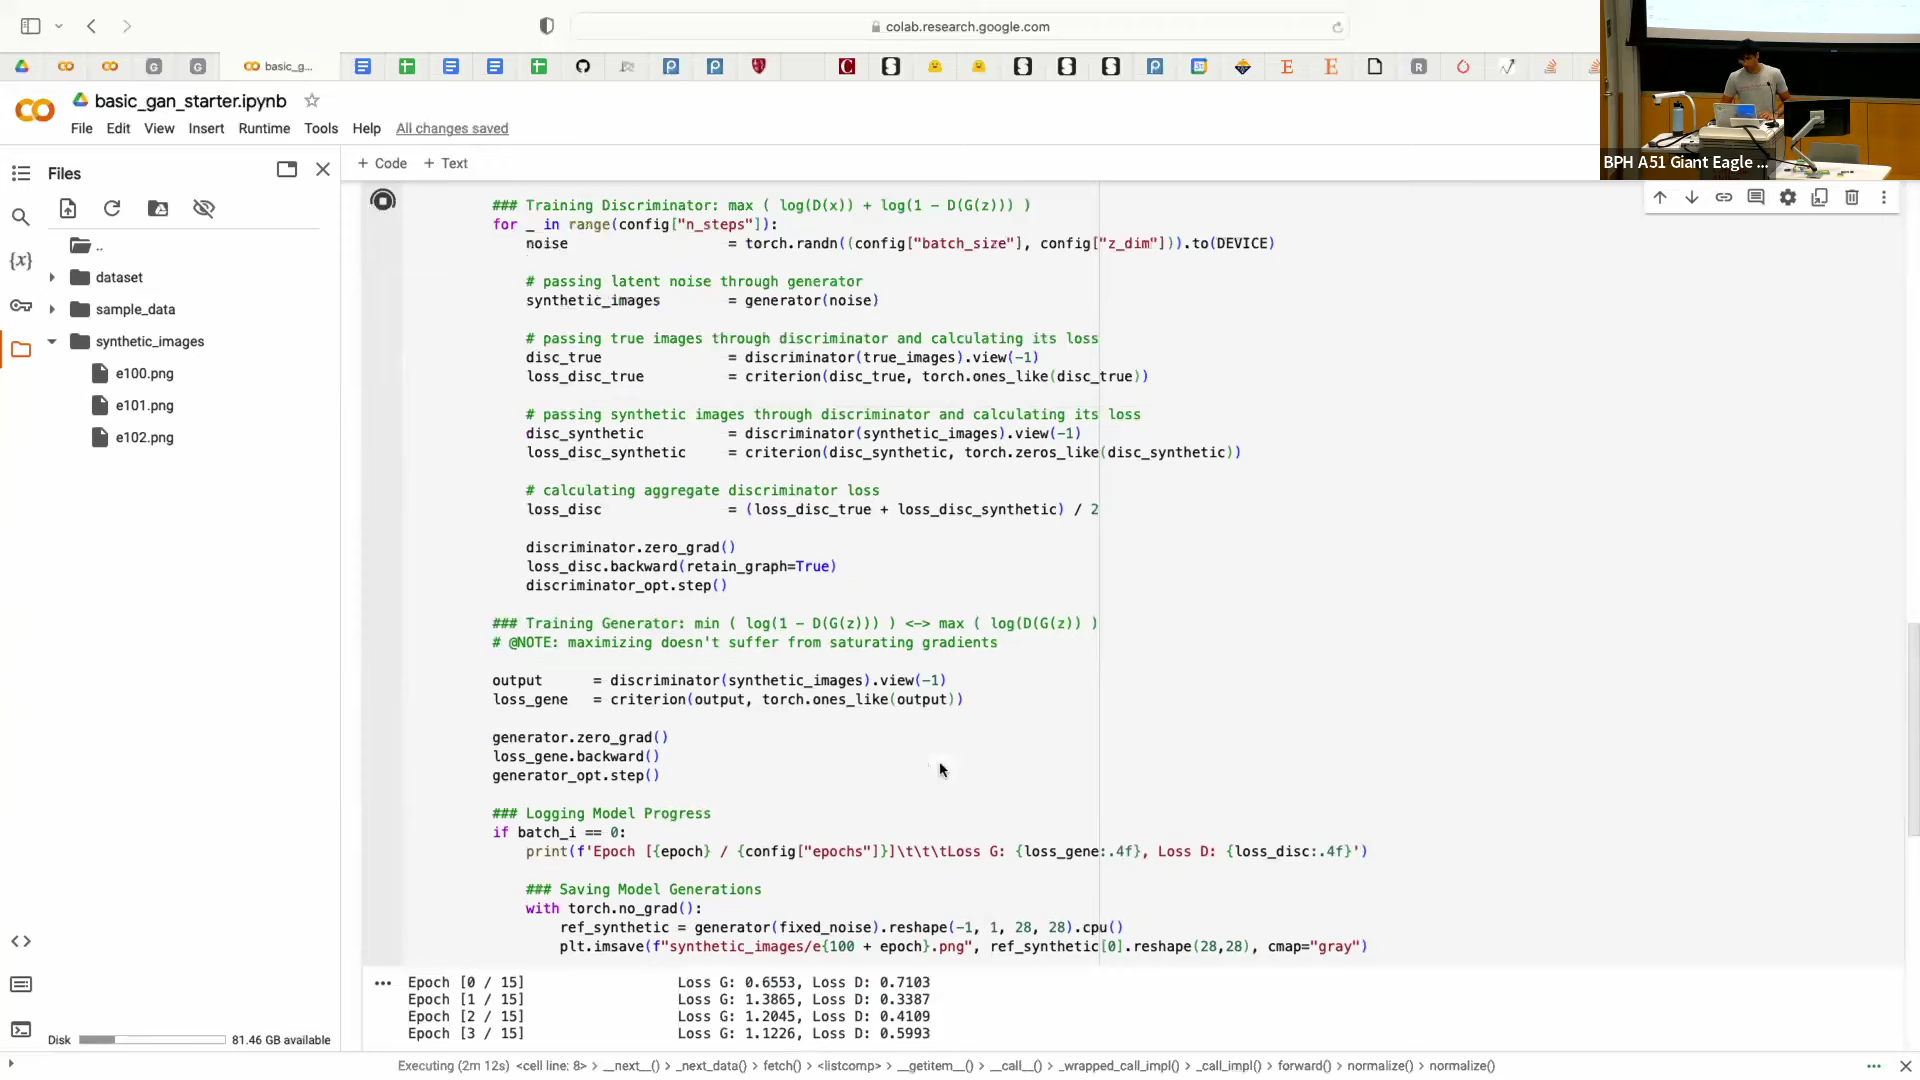 colab.research.google.com
basic_g...
BPH A51 Giant Eagle ...
basic_gan_starter.ipynb
File Edit View Insert Runtime Tools Help All changes saved
Files
+ Code + Text
..
dataset
sample_data
synthetic_images
e100.png
e101.png
e102.png
### Training Discriminator: max ( log(D(x)) + log(1 - D(G(z))) )
for _ in range(config["n_steps"]):
noise = torch.randn((config["batch_size"], config["z_dim"])).to(DEVICE)
# passing latent noise through generator
synthetic_images = generator(noise)
# passing true images through discriminator and calculating its loss
disc_true = discriminator(true_images).view(-1)
loss_disc_true = criterion(disc_true, torch.ones_like(disc_true))
# passing synthetic images through discriminator and calculating its loss
disc_synthetic = discriminator(synthetic_images).view(-1)
loss_disc_synthetic = criterion(disc_synthetic, torch.zeros_like(disc_synthetic))
# calculating aggregate discriminator loss
loss_disc = (loss_disc_true + loss_disc_synthetic) / 2
discriminator.zero_grad()
loss_disc.backward(retain_graph=True)
discriminator_opt.step()
### Training Generator: min ( log(1 - D(G(z))) ) <-> max ( log(D(G(z)) )
# @NOTE: maximizing doesn't suffer from saturating gradients
output = discriminator(synthetic_images).view(-1)
loss_gene = criterion(output, torch.ones_like(output))
generator.zero_grad()
loss_gene.backward()
generator_opt.step()
### Logging Model Progress
if batch_i == 0:
print(f'Epoch [{epoch} / {config["epochs"]}]\t\t\tLoss G: {loss_gene:.4f}, Loss D: {loss_disc:.4f}')
### Saving Model Generations
with torch.no_grad():
ref_synthetic = generator(fixed_noise).reshape(-1, 1, 28, 28).cpu()
plt.imsave(f"synthetic_images/e{100 + epoch}.png", ref_synthetic[0].reshape(28,28), cmap="gray")
Epoch [0 / 15] Loss G: 0.6553, Loss D: 0.7103
Epoch [1 / 15] Loss G: 1.3865, Loss D: 0.3387
Epoch [2 / 15] Loss G: 1.2045, Loss D: 0.4109
Epoch [3 / 15] Loss G: 1.1226, Loss D: 0.5993
Disk 81.46 GB available
Executing (2m 12s) <cell line: 8> > __next__() > _next_data() > fetch() > <listcomp> > __getitem__() > __call__() > _wrapped_call_impl() > _call_impl() > forward() > normalize() > normalize()